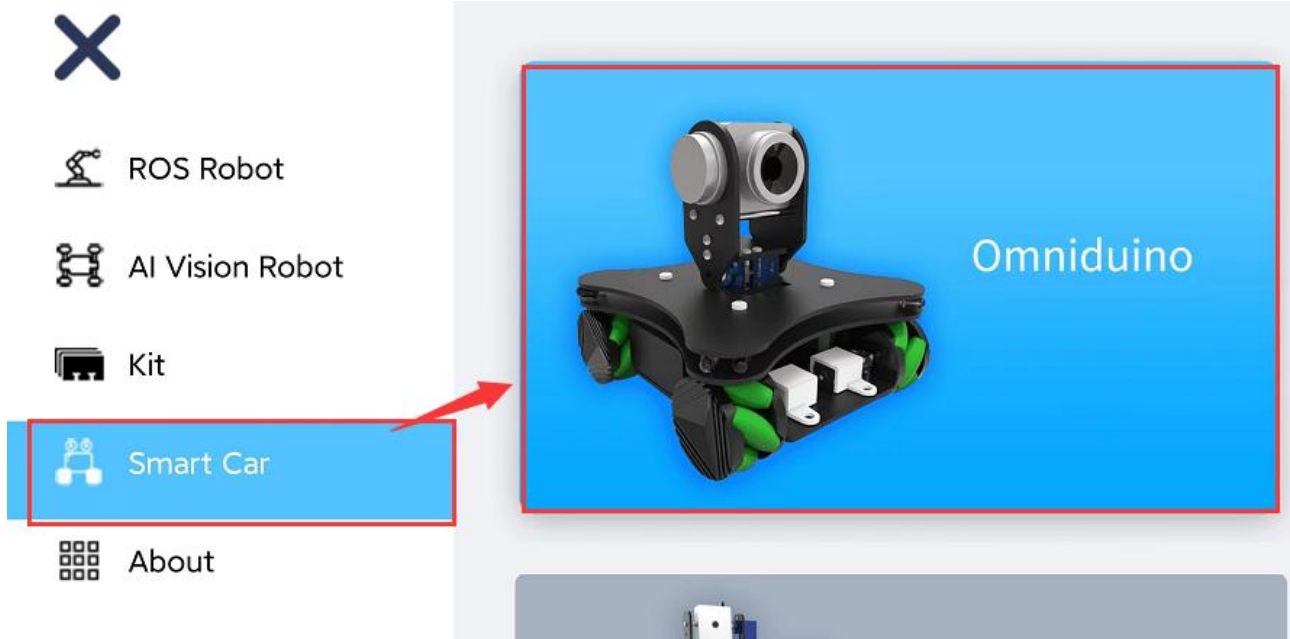 ROS Robot
AI Vision Robot
Kit
Smart Car
About
Omniduino